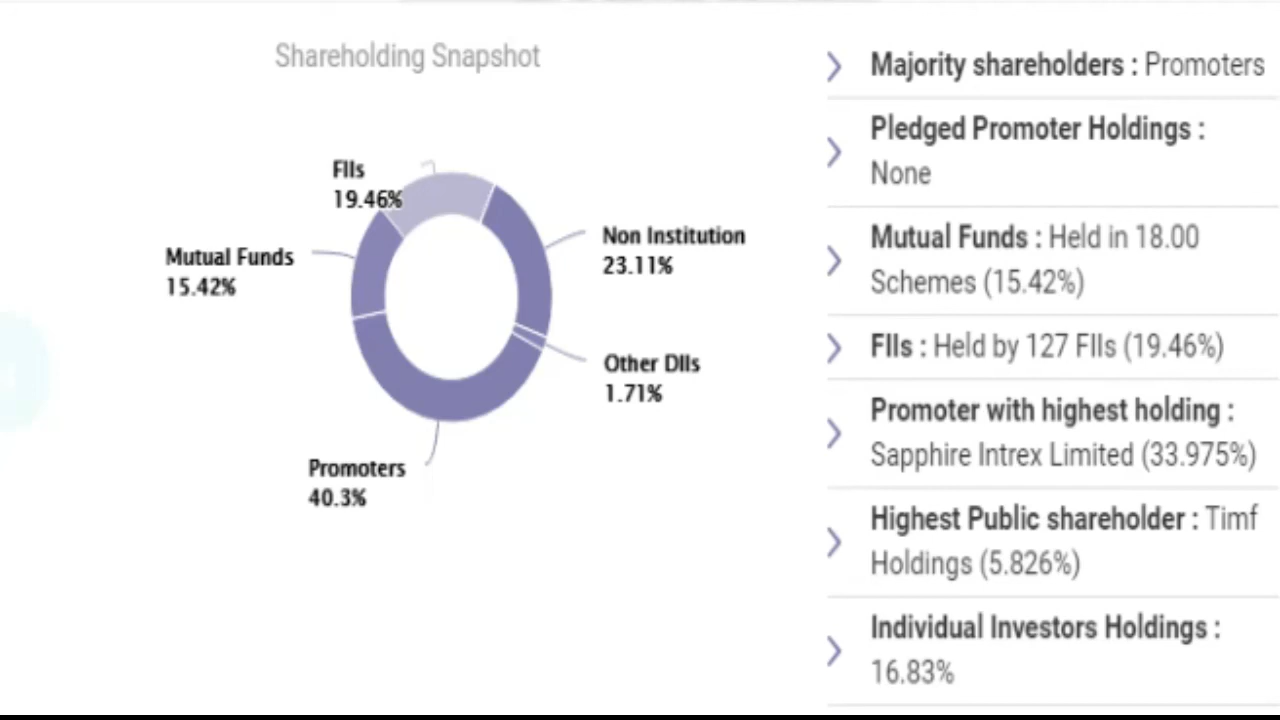 Shareholding Snapshot
FIIs
19.46%
Mutual Funds
15.42%
Non Institution
23.11%
Other DIIs
1.71%
Promoters
40.3%
Majority shareholders : Promoters
Pledged Promoter Holdings :
None
Mutual Funds : Held in 18.00
Schemes (15.42%)
FIIs : Held by 127 FIIs (19.46%)
Promoter with highest holding :
Sapphire Intrex Limited (33.975%)
Highest Public shareholder : Timf
Holdings (5.826%)
Individual Investors Holdings :
16.83%